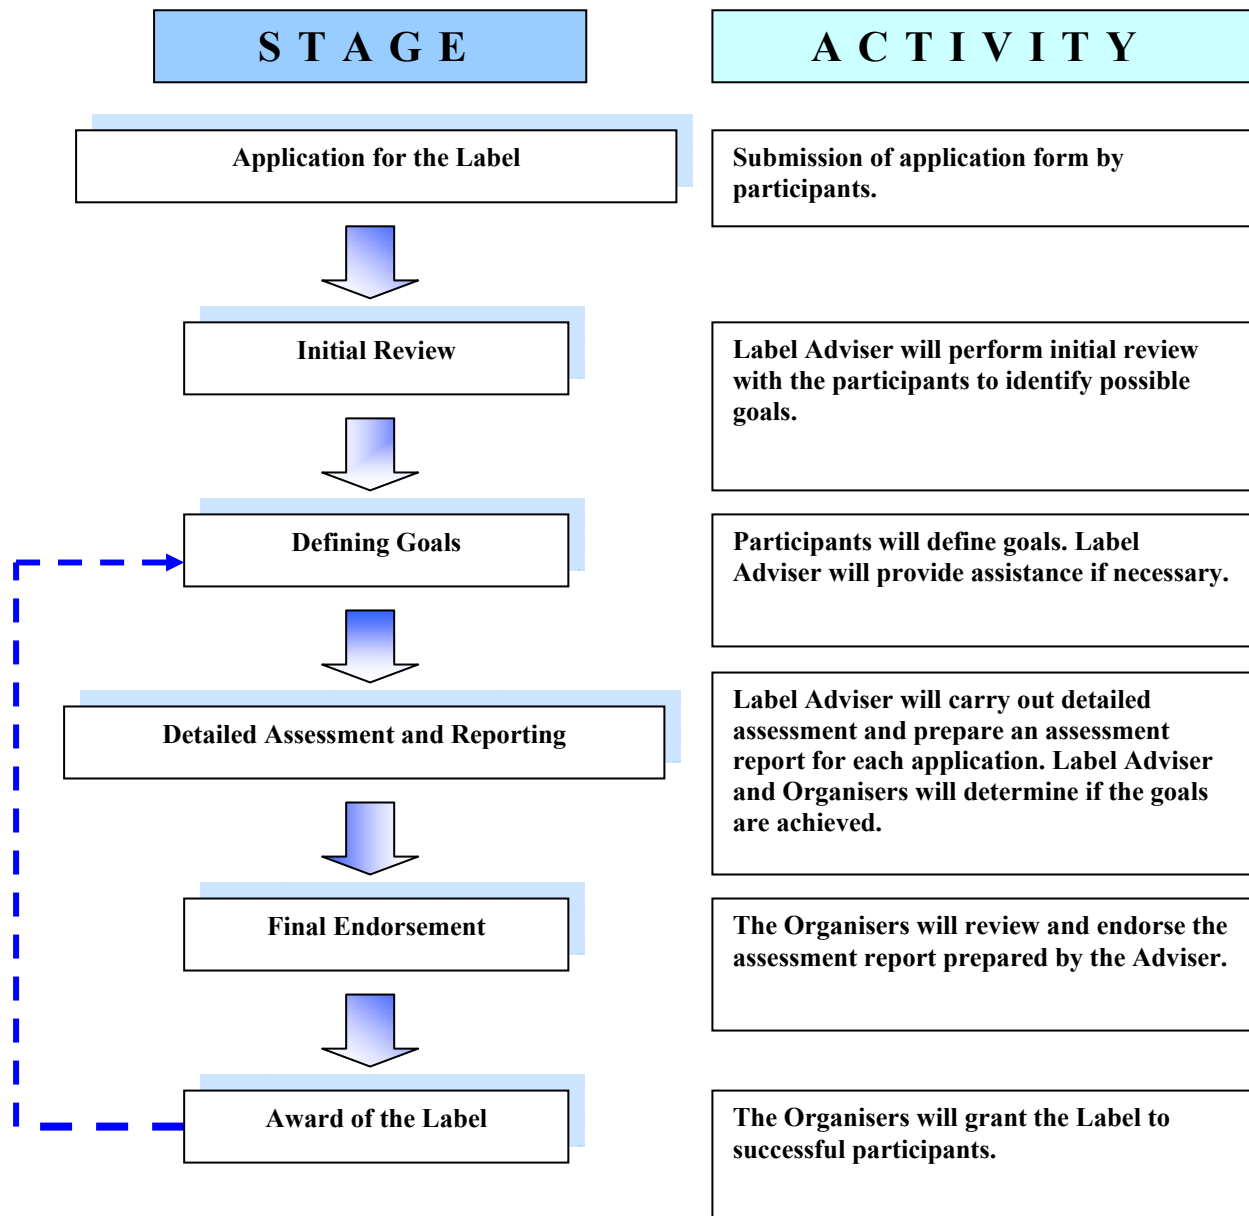 S T A G E
A C T I V I T Y
Application for the Label
Submission of application form by
participants.
Initial Review
Label Adviser will perform initial review
with the participants to identify possible
goals.
Defining Goals
Participants will define goals. Label
Adviser will provide assistance if necessary.
Detailed Assessment and Reporting
Label Adviser will carry out detailed
assessment and prepare an assessment
report for each application. Label Adviser
and Organisers will determine if the goals
are achieved.
Final Endorsement
The Organisers will review and endorse the
assessment report prepared by the Adviser.
Award of the Label
The Organisers will grant the Label to
successful participants.